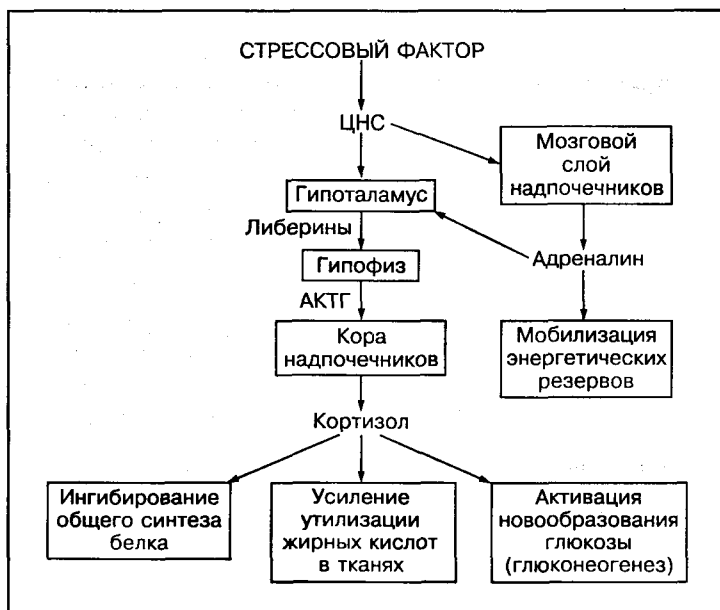 СТРЕССОВЫЙ ФАКТОР
ЦНС
Мозговой
слой
надпочечников
Гипоталамус
Либерины
Адреналин
Гипофиз
АКТГ
Кора
надпочечников
Мобилизация
энергетических
резервов
Кортизол
Ингибирование
общего синтеза
белка
Усиление
утилизации
жирных кислот
в тканях
Активация
новообразования
глюкозы
(глюконеогенез)